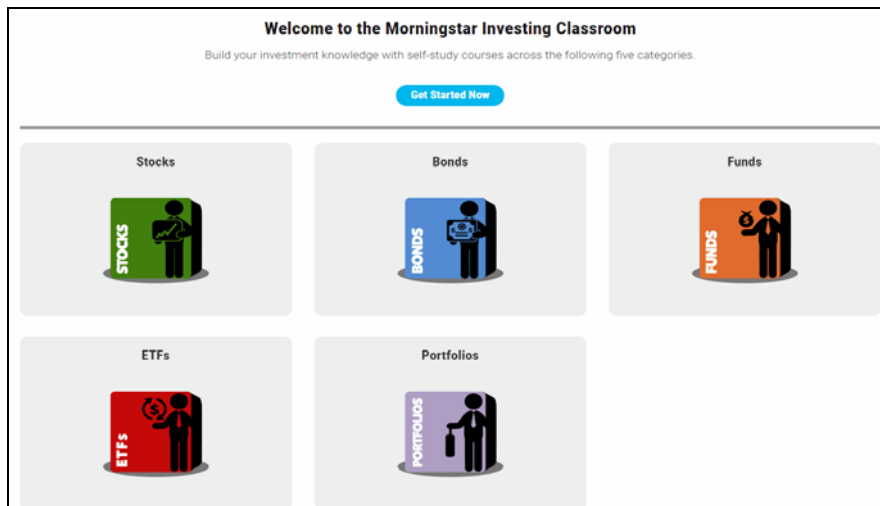 Welcome to the Morningstar Investing Classroom
Build your investment knowledge with self-study courses across the following five categories.
Get Started Now
Stocks
STOCKS
Bonds
BONDS
Funds
FUNDS
$
ETFs
ETFs
$
Portfolios
PORTFOLIOS